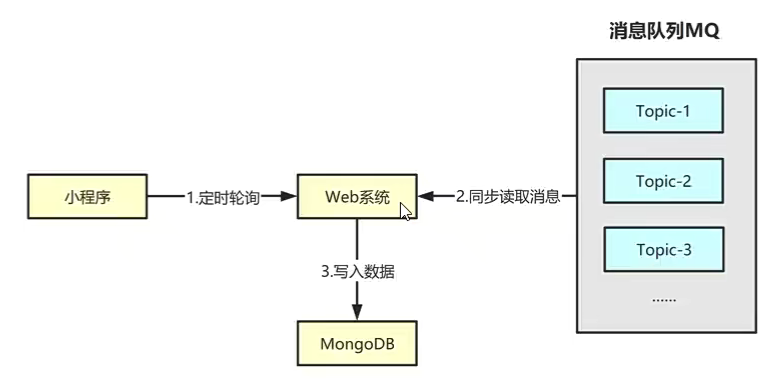 消息队列MQ
Topic-1
Topic-2
Topic-3
......
小程序
1.定时轮询
Web系统
2.同步读取消息
3.写入数据
MongoDB